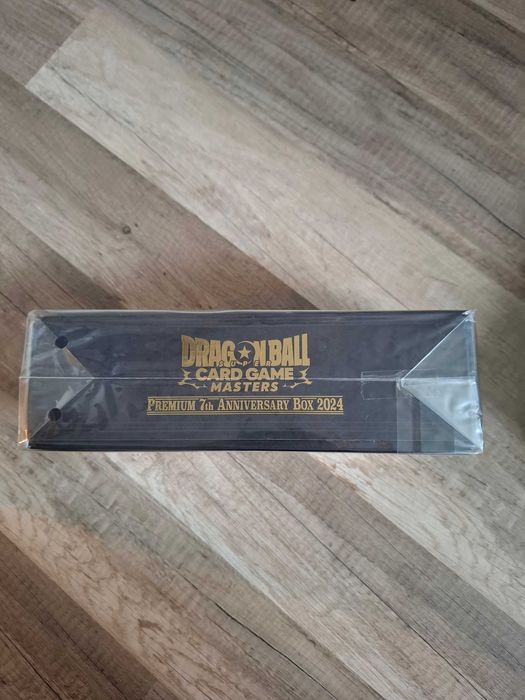 DRAGON BALL
SUPER
CARD GAME
MASTERS
PREMIUM 7th ANNIVERSARY BOX 2024